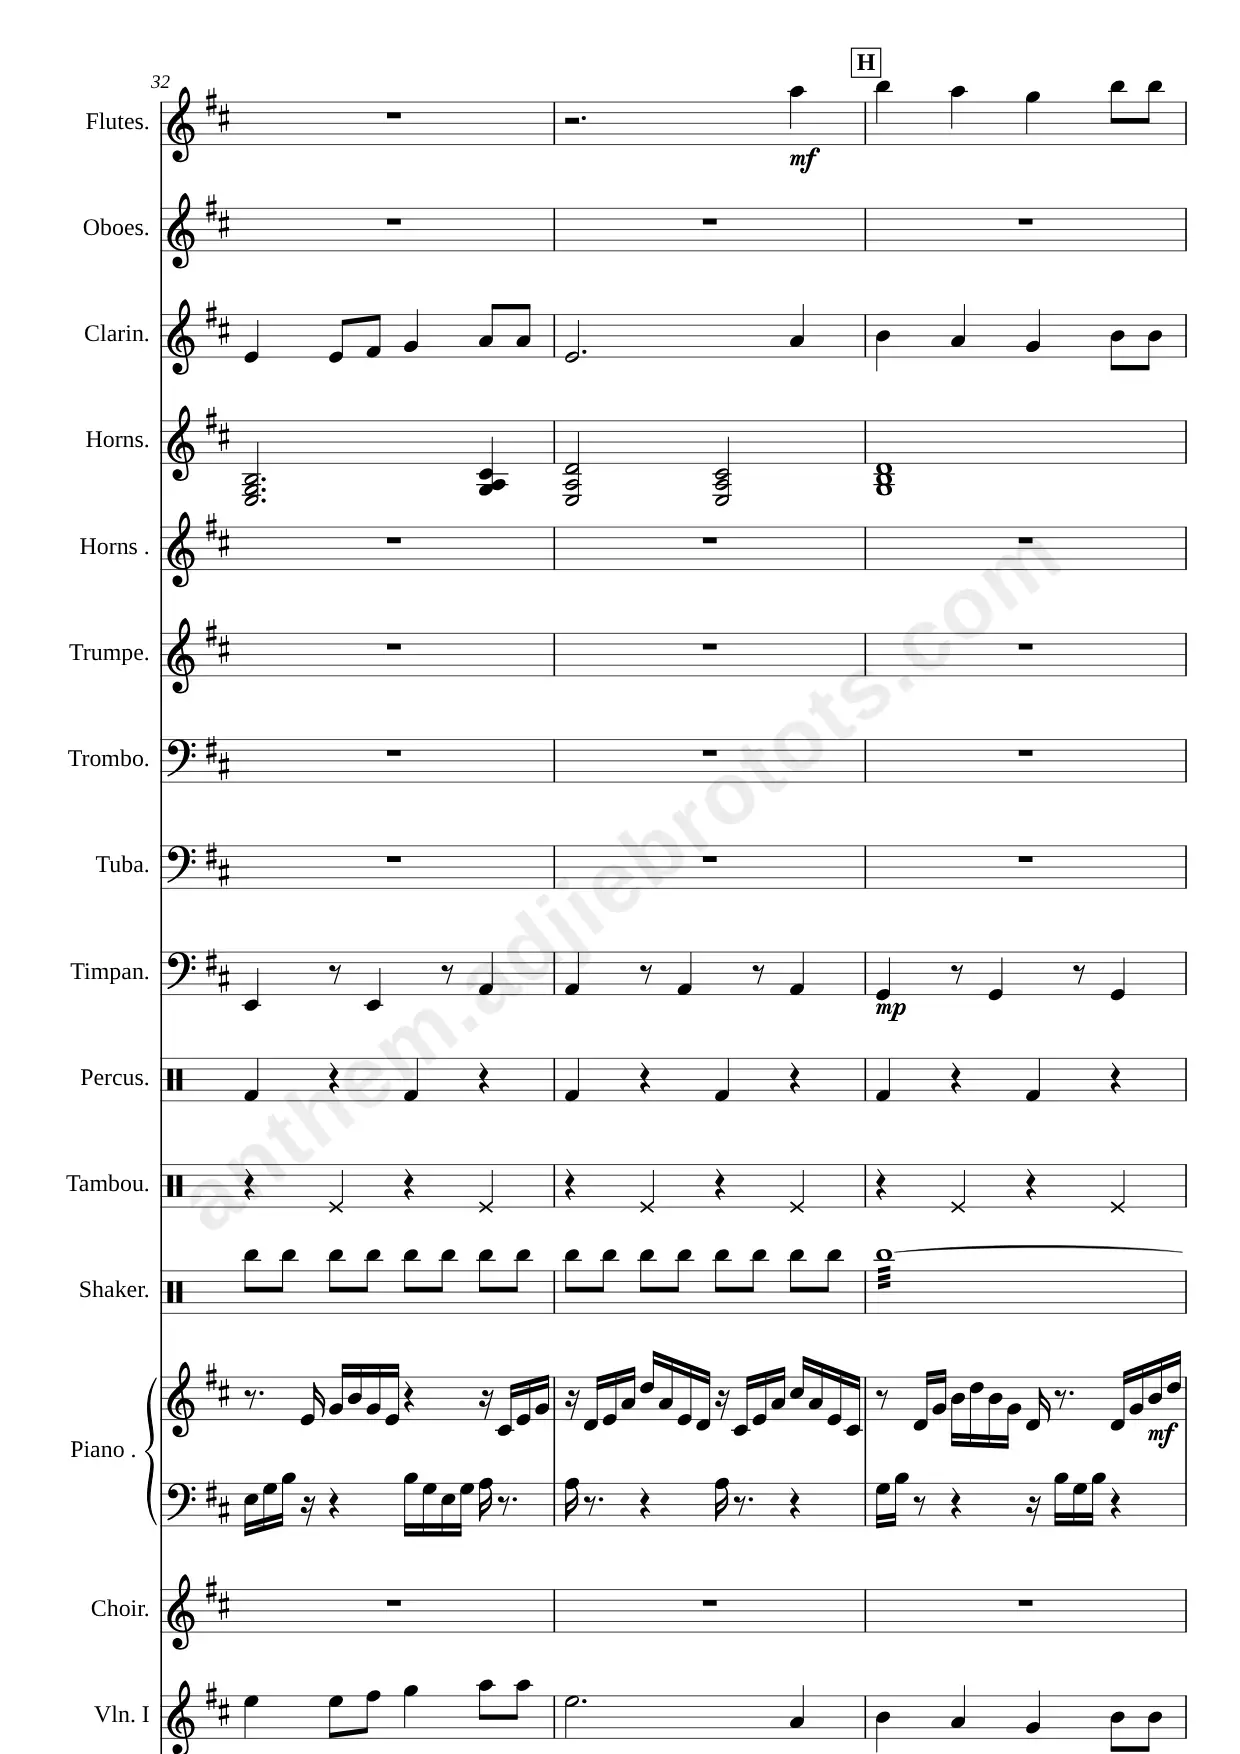 H
32
Flutes.
mf
Oboes.
Clarin.
Horns.
Horns .
Trumpe.
Trombo.
Tuba.
Timpan.
mp
Percus.
Tambou.
Shaker.
Piano .
mf
Choir.
Vln. I
anthem.adjiebrotots.com